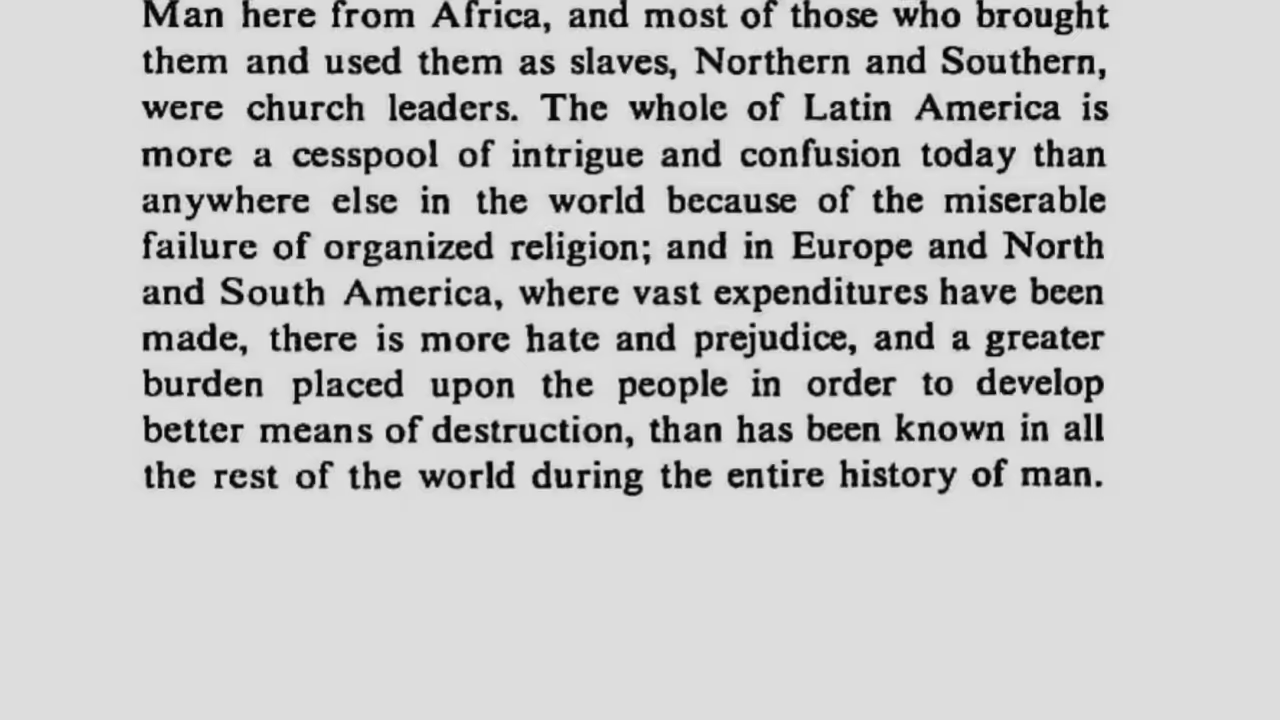 Man here from Africa, and most of those who brought
them and used them as slaves, Northern and Southern,
were church leaders. The whole of Latin America is
more a cesspool of intrigue and confusion today than
anywhere else in the world because of the miserable
failure of organized religion; and in Europe and North
and South America, where vast expenditures have been
made, there is more hate and prejudice, and a greater
burden placed upon the people in order to develop
better means of destruction, than has been known in all
the rest of the world during the entire history of man.